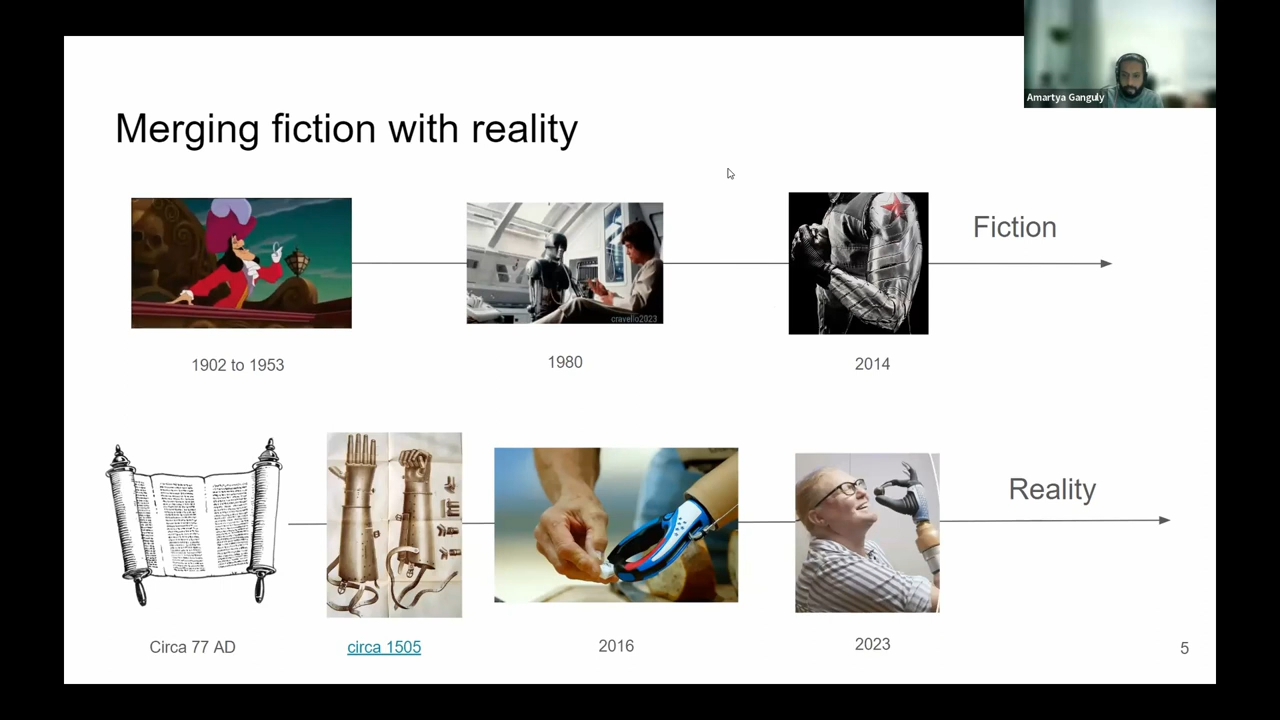 Amartya Ganguly
Merging fiction with reality
Fiction
cravello2023
1902 to 1953
1980
2014
Reality
Circa 77 AD
circa 1505
2016
2023
5